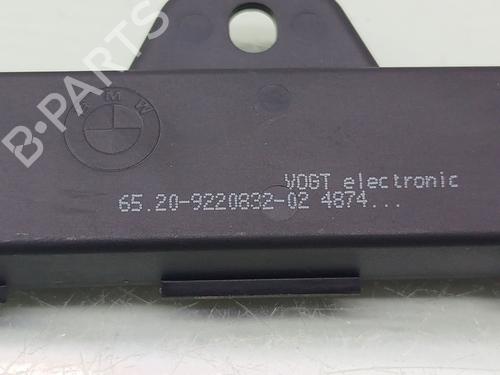 B-PARTS
BMW
VOGT electronic
65.20-9220832-02 4874...